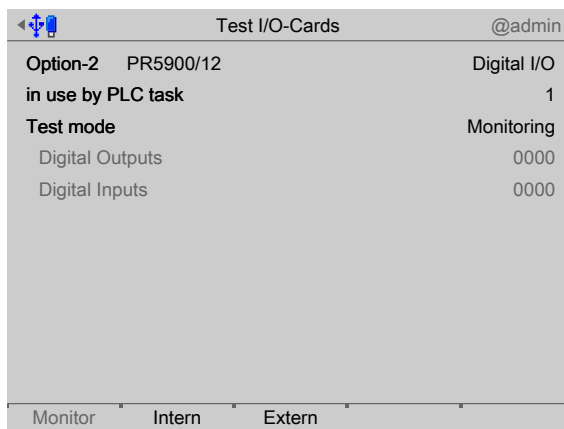 Test I/O-Cards @admin
Option-2 PR5900/12 Digital I/O
in use by PLC task 1
Test mode Monitoring
Digital Outputs 0000
Digital Inputs 0000
Monitor Intern Extern